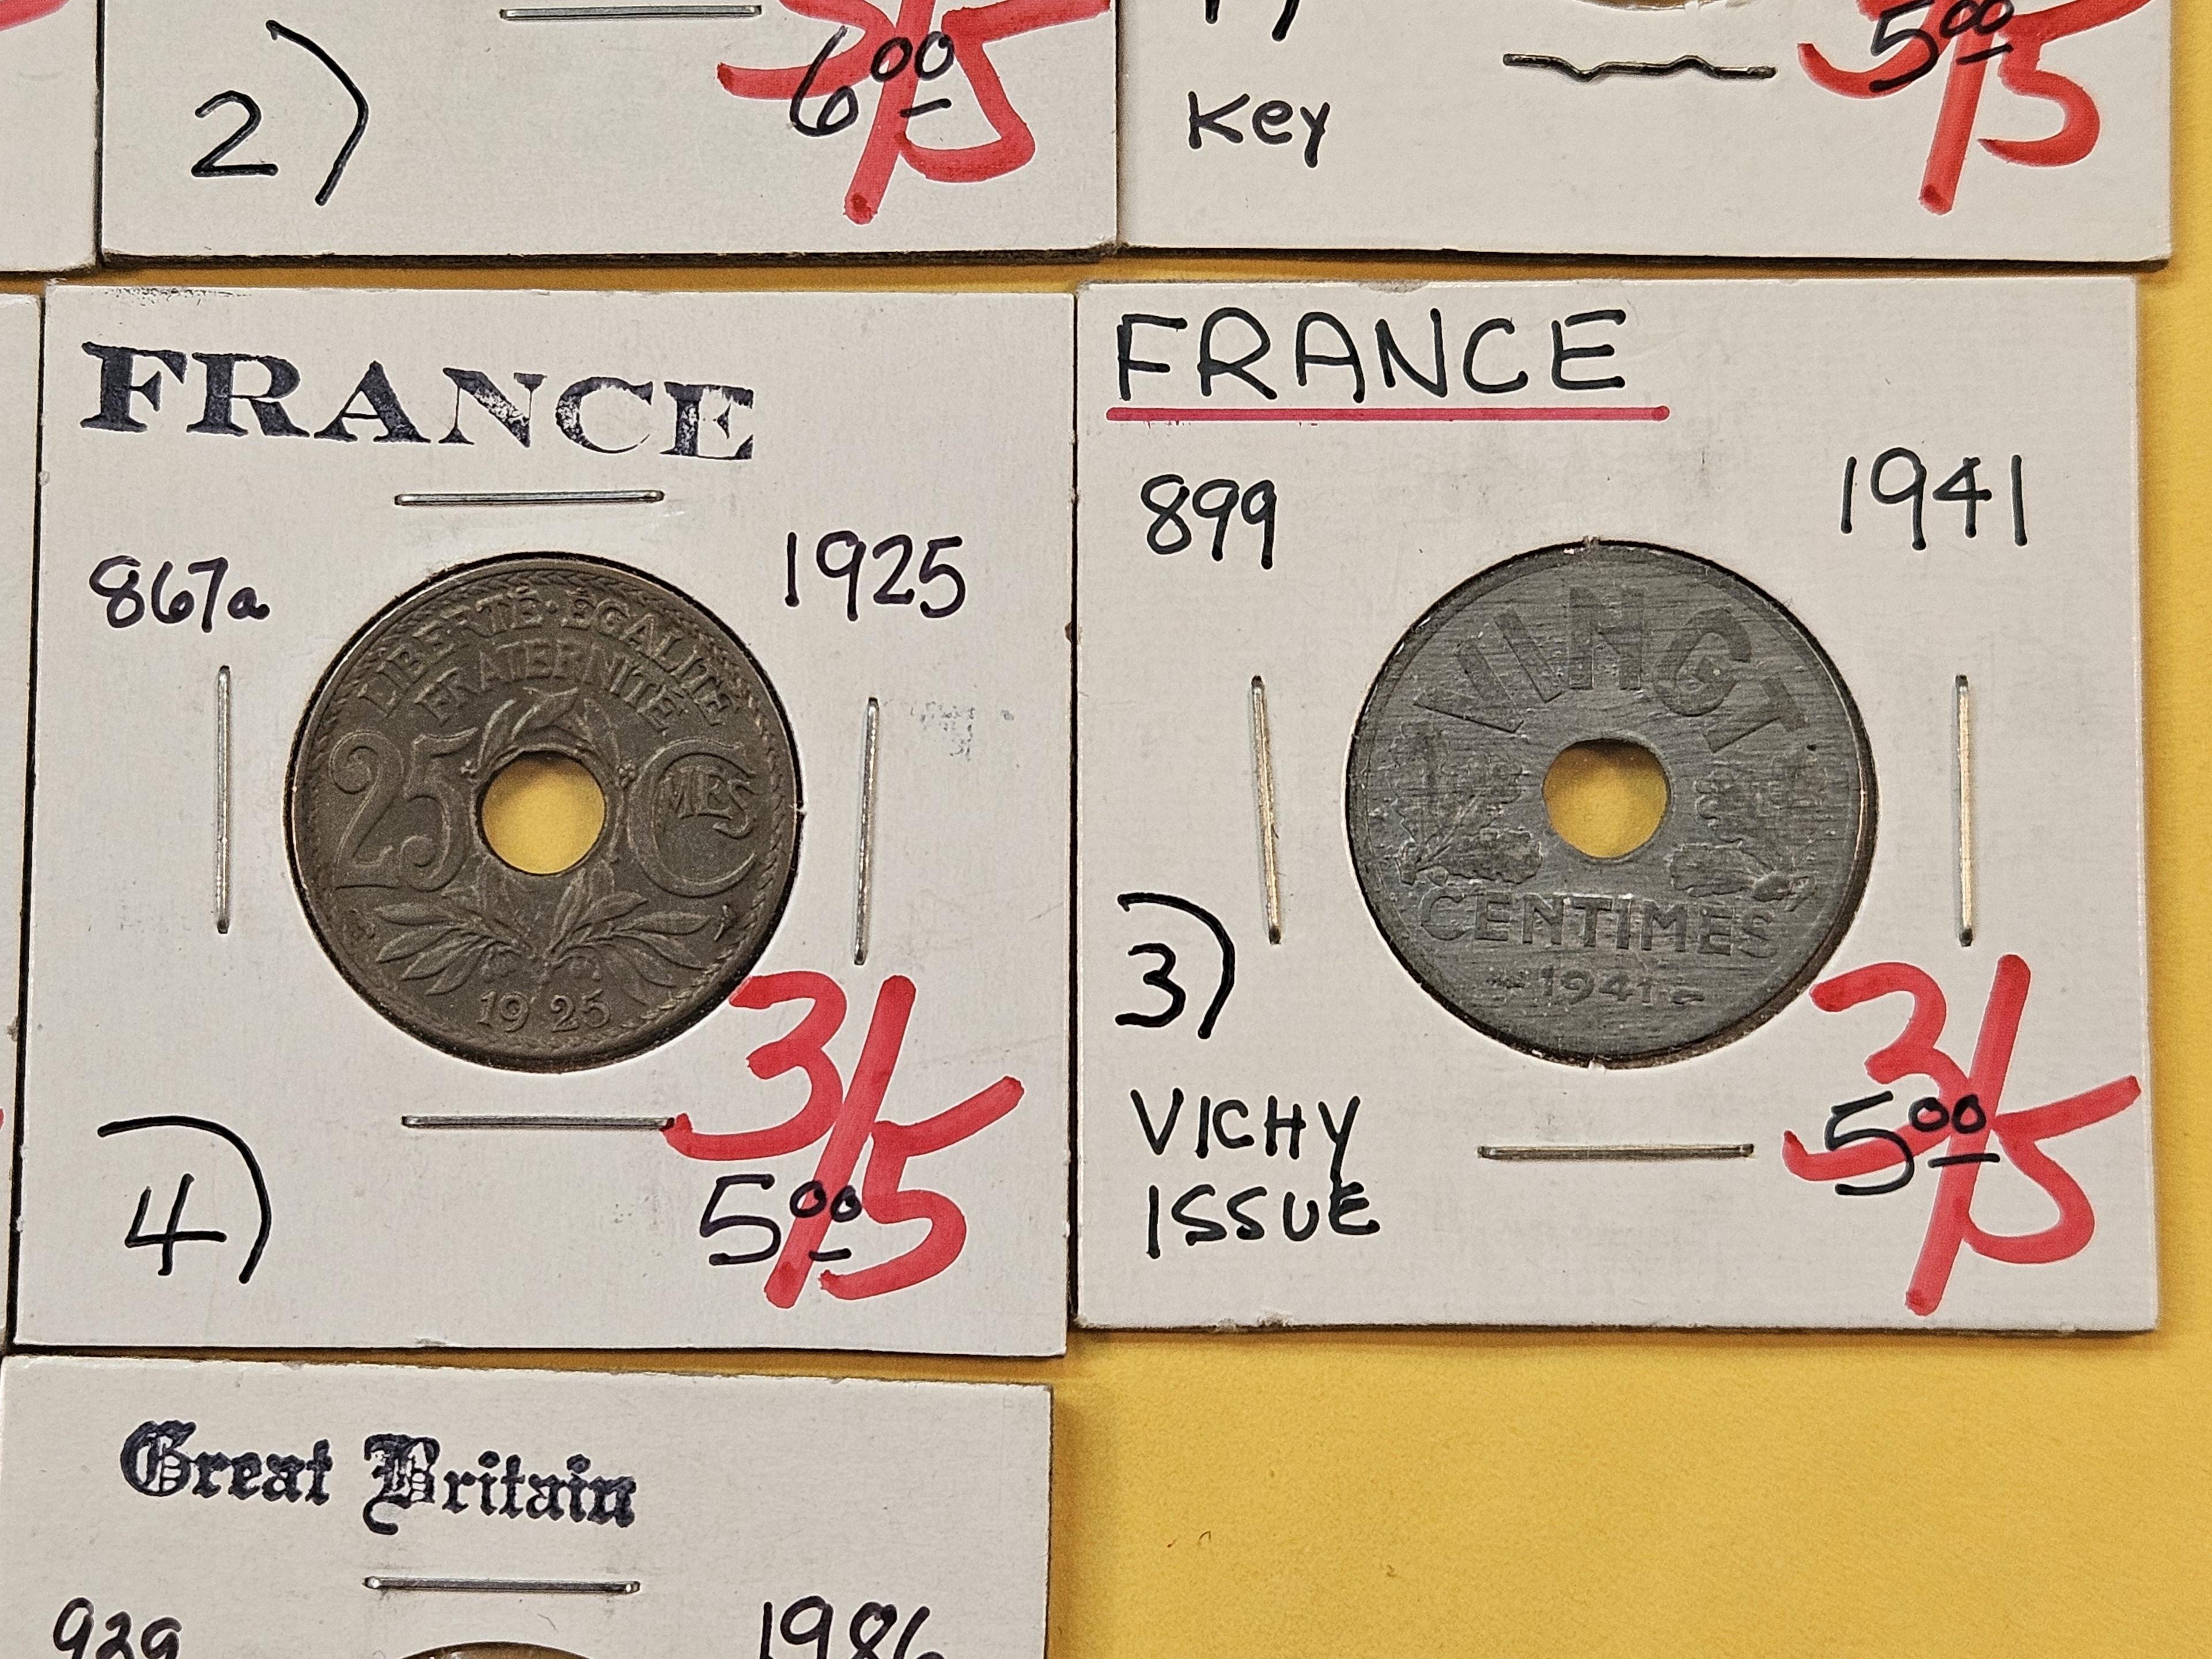 2)
6 00
3/5
Key
5 00
3/5
FRANCE
867a
1925
LIBERTÉ · ÉGALITÉ
FRATERNITÉ
25 CMES
1925
4)
3/5
5 00
FRANCE
899
1941
VINGT
CENTIMES
1941
3)
VICHY
ISSUE
3/5
5 00
Great Britain
929
1986